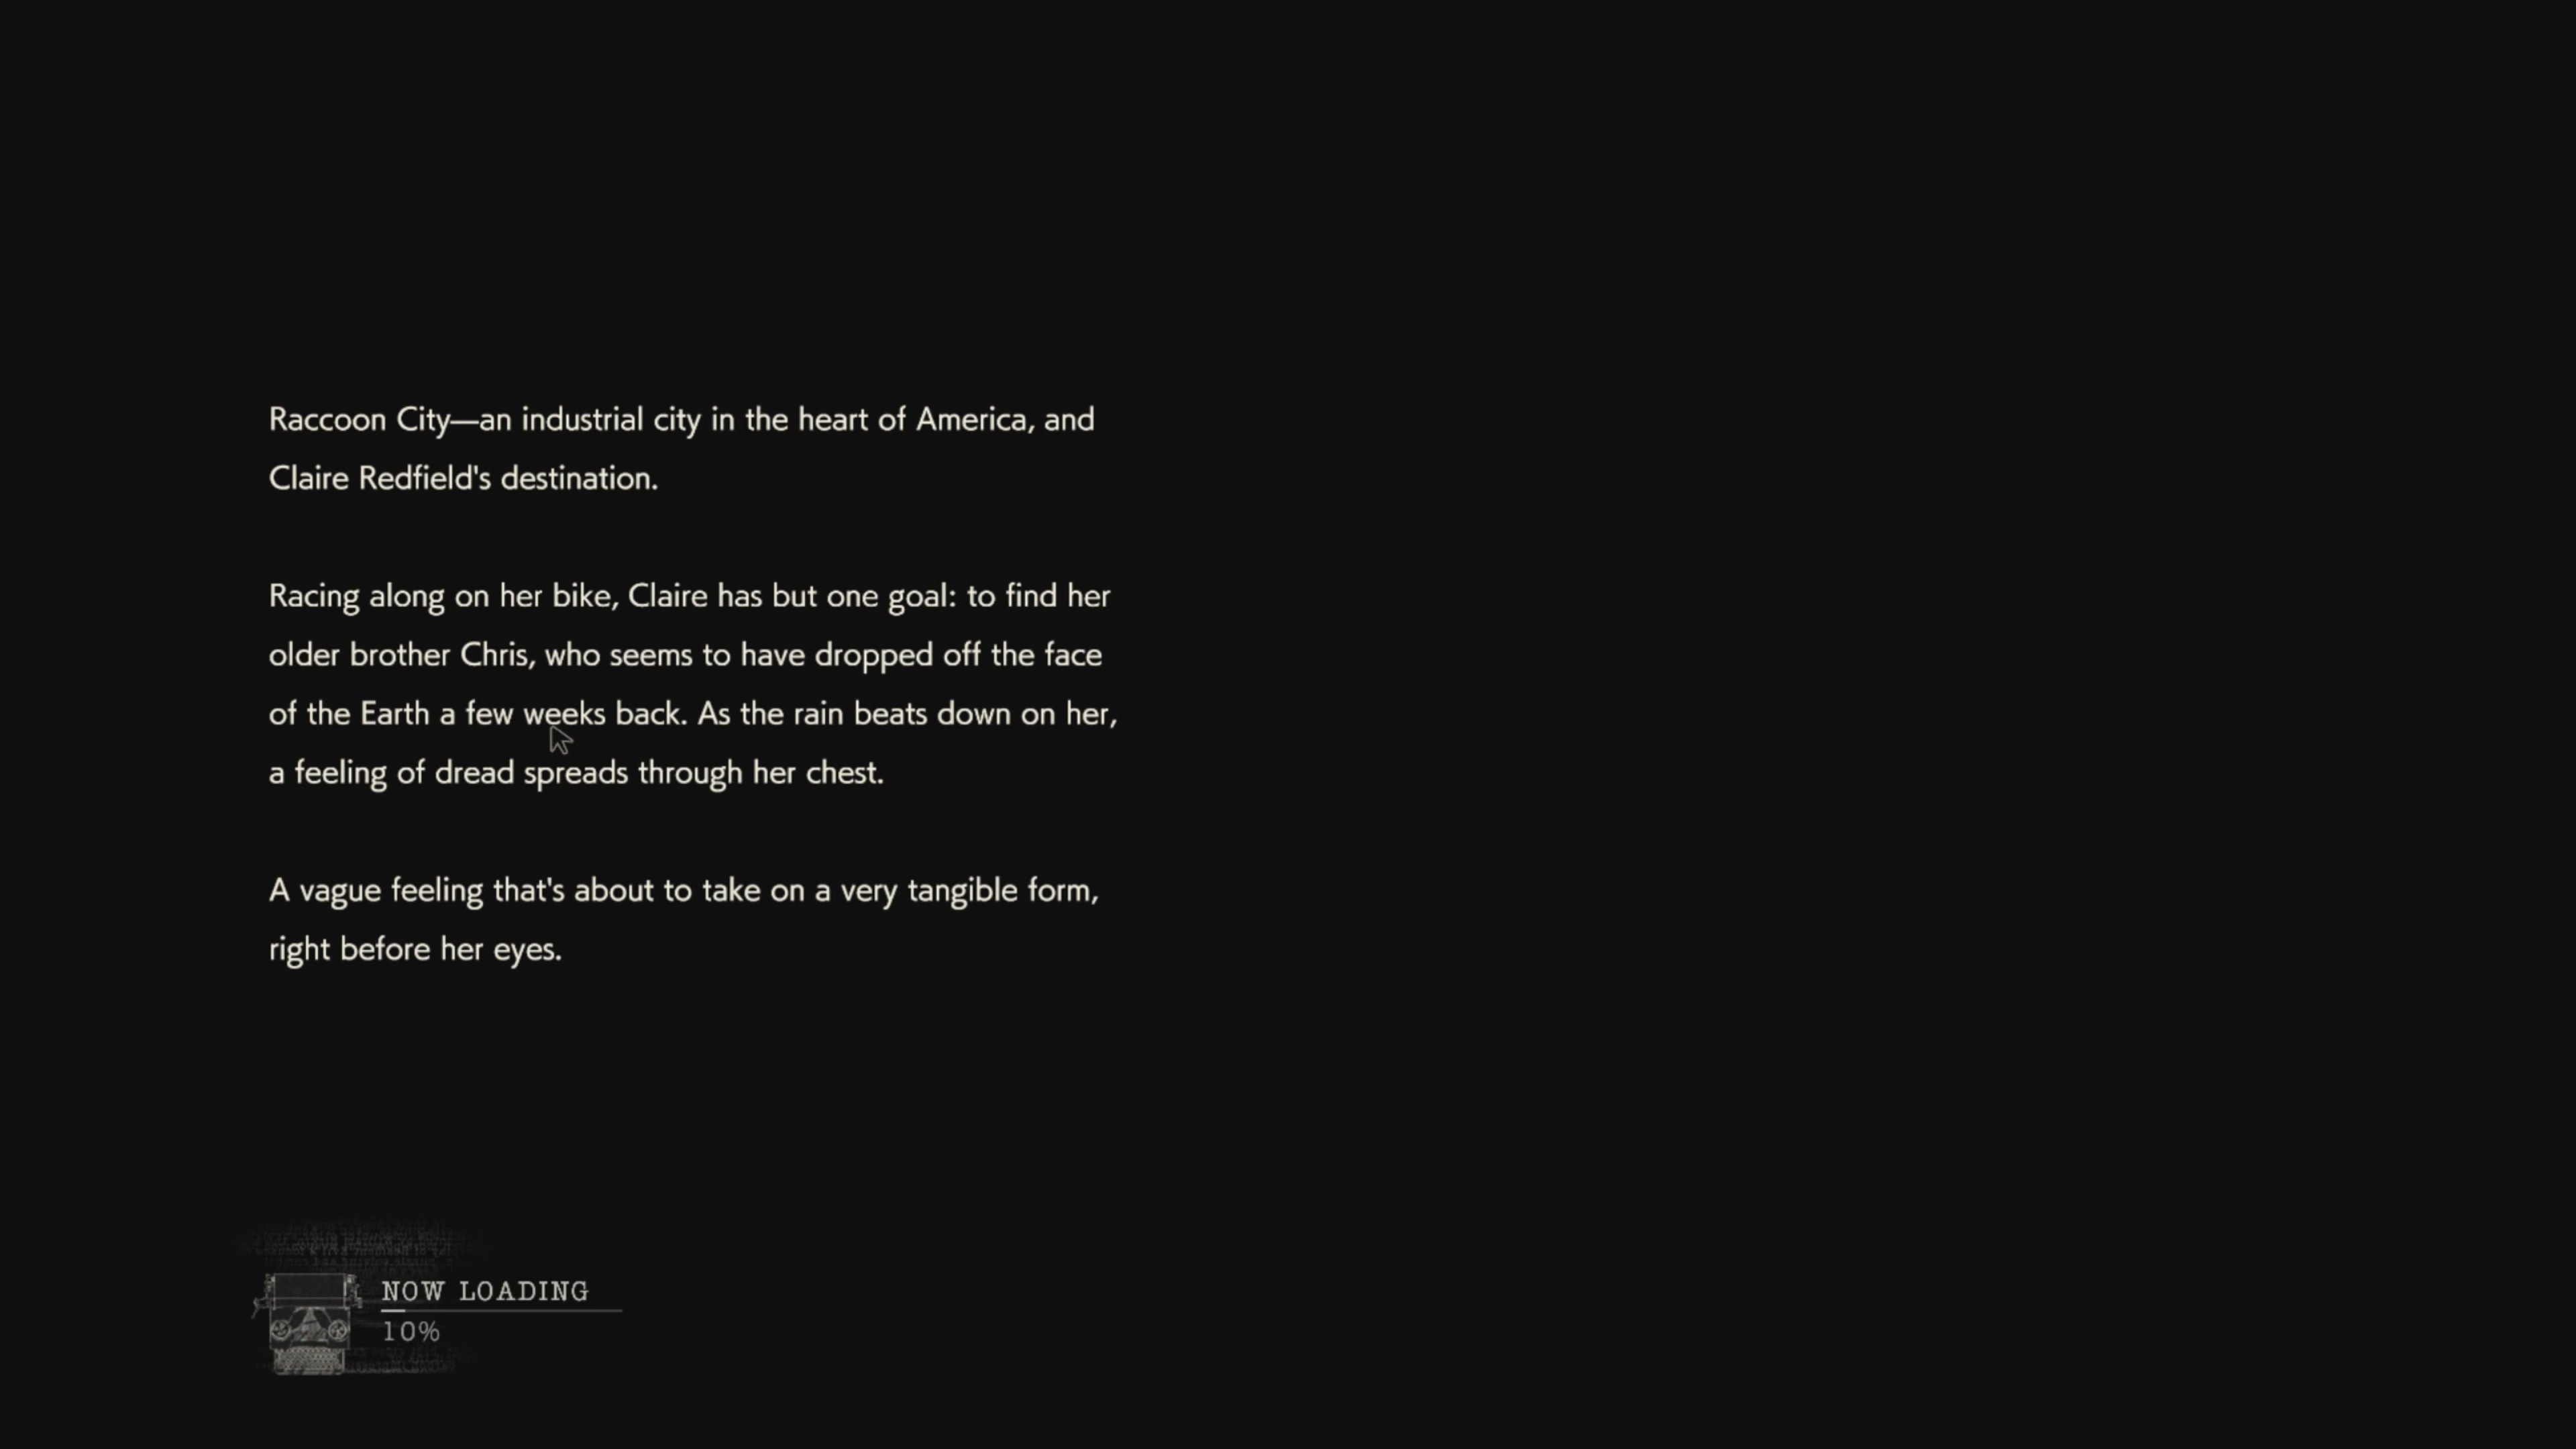 Raccoon City—an industrial city in the heart of America, and
Claire Redfield's destination.
Racing along on her bike, Claire has but one goal: to find her
older brother Chris, who seems to have dropped off the face
of the Earth a few weeks back. As the rain beats down on her,
a feeling of dread spreads through her chest.
A vague feeling that's about to take on a very tangible form,
right before her eyes.
NOW LOADING
10%